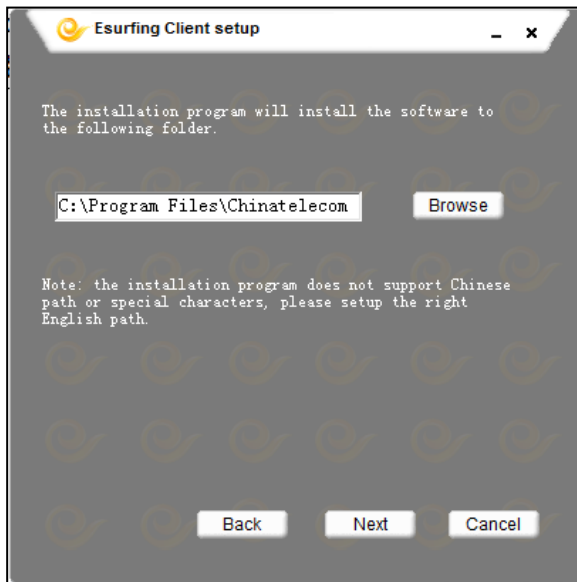 Esurfing Client setup
The installation program will install the software to
the following folder.
C:\Program Files\Chinatelecom
Browse
Note: the installation program does not support Chinese
path or special characters, please setup the right
English path.
Back
Next
Cancel